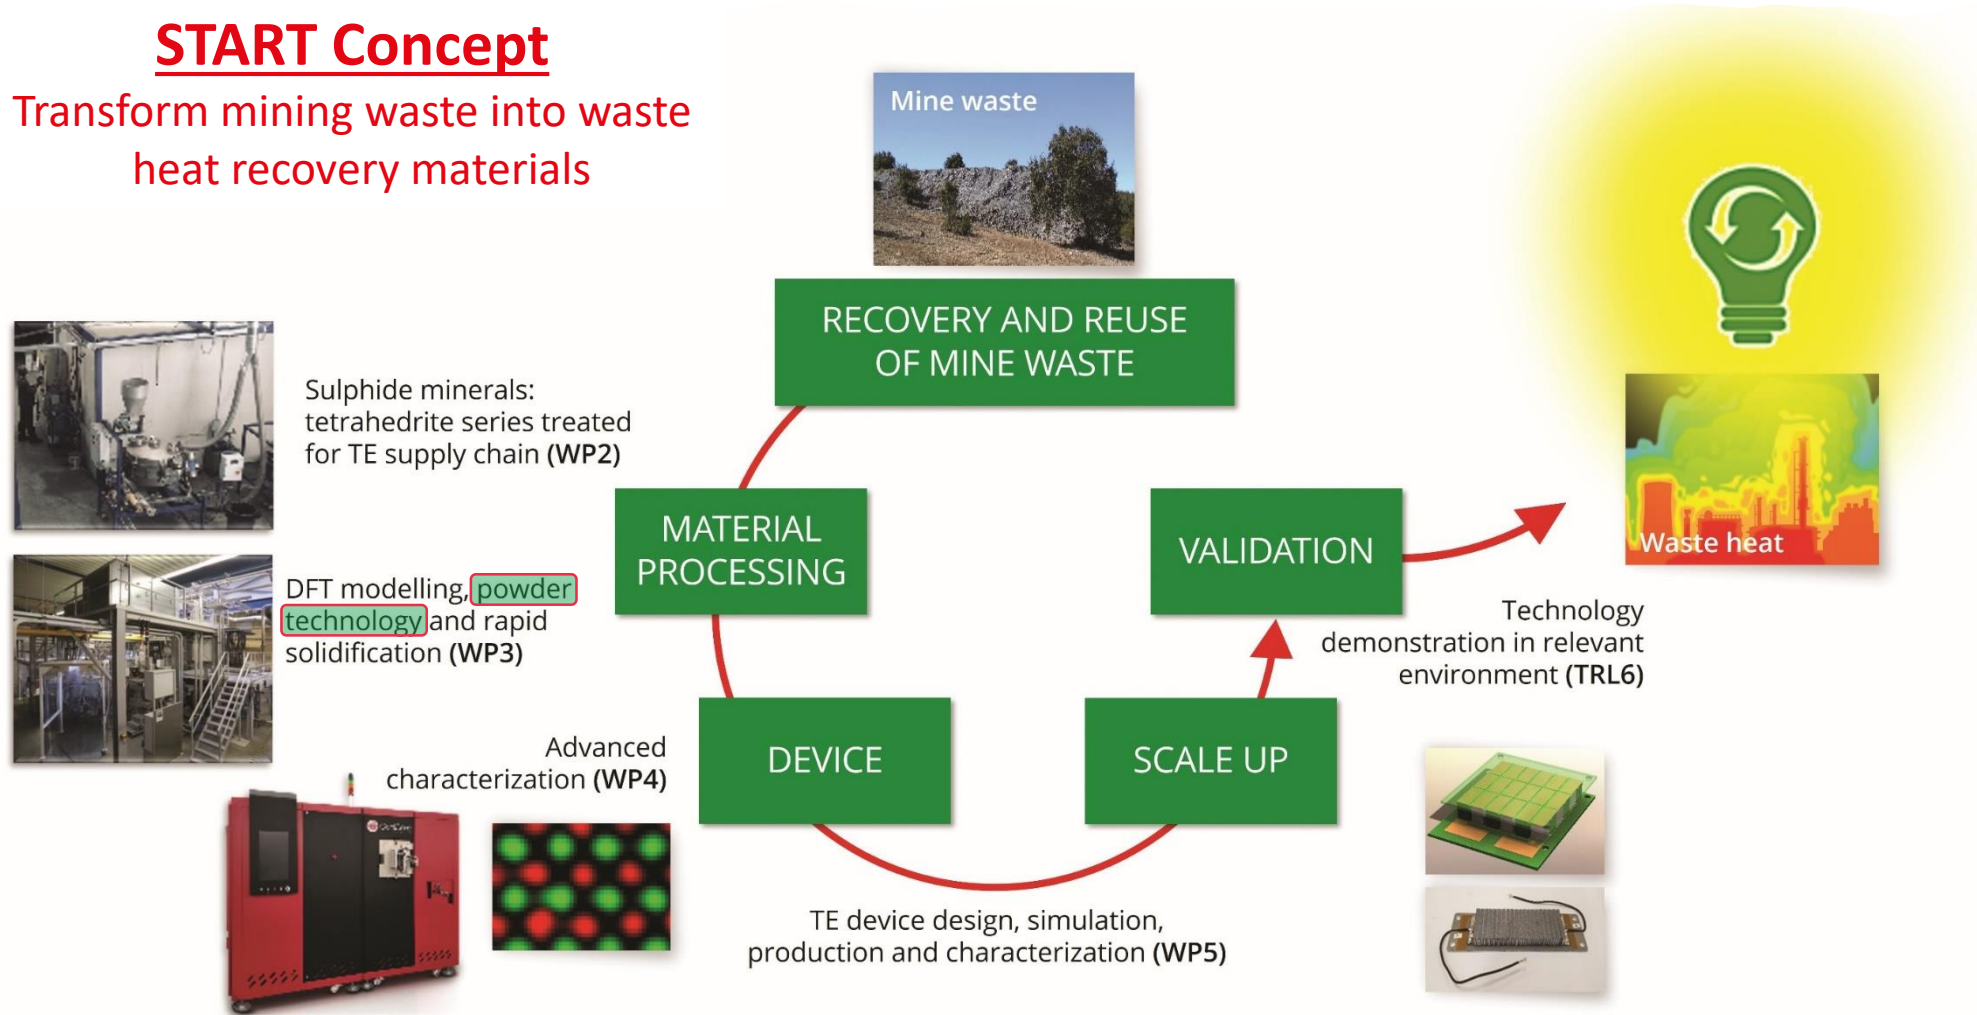 START Concept
Transform mining waste into waste
heat recovery materials
Mine waste
RECOVERY AND REUSE
OF MINE WASTE
Sulphide minerals:
tetrahedrite series treated
for TE supply chain (WP2)
MATERIAL
PROCESSING
VALIDATION
Waste heat
DFT modelling, powder
technology and rapid
solidification (WP3)
Technology
demonstration in relevant
environment (TRL6)
Advanced
characterization (WP4)
DEVICE
SCALE UP
TE device design, simulation,
production and characterization (WP5)